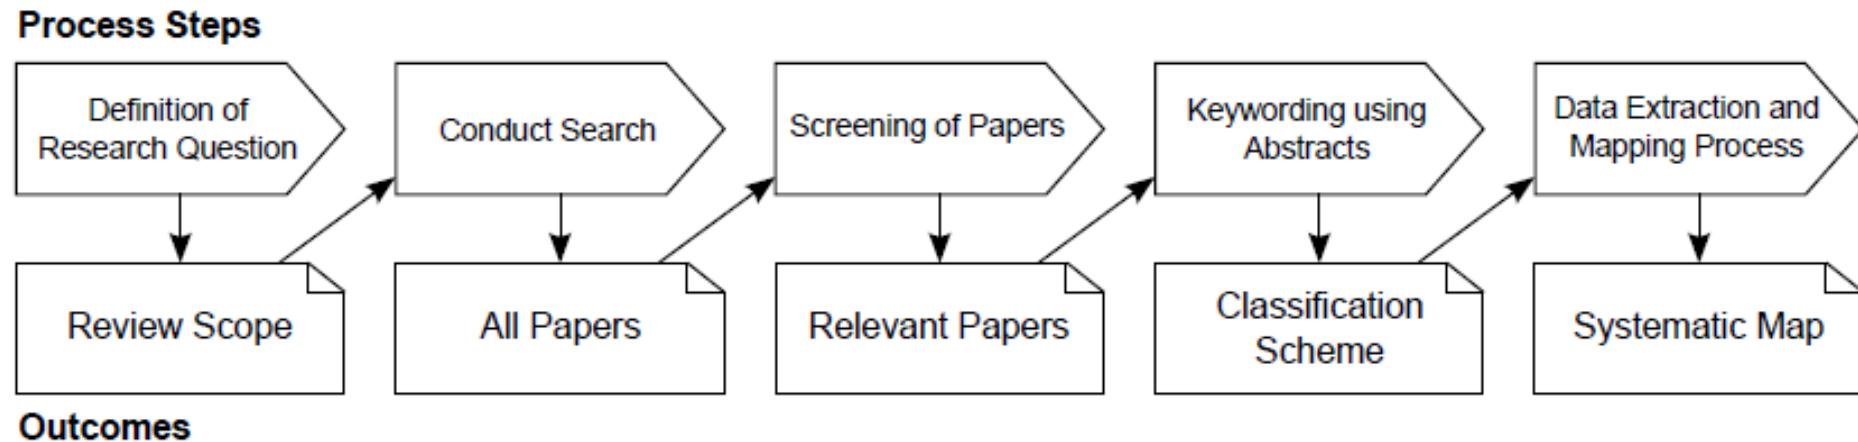 Process Steps
Definition of
Research Question
Conduct Search
Screening of Papers
Keywording using
Abstracts
Data Extraction and
Mapping Process
Review Scope
All Papers
Relevant Papers
Classification
Scheme
Systematic Map
Outcomes